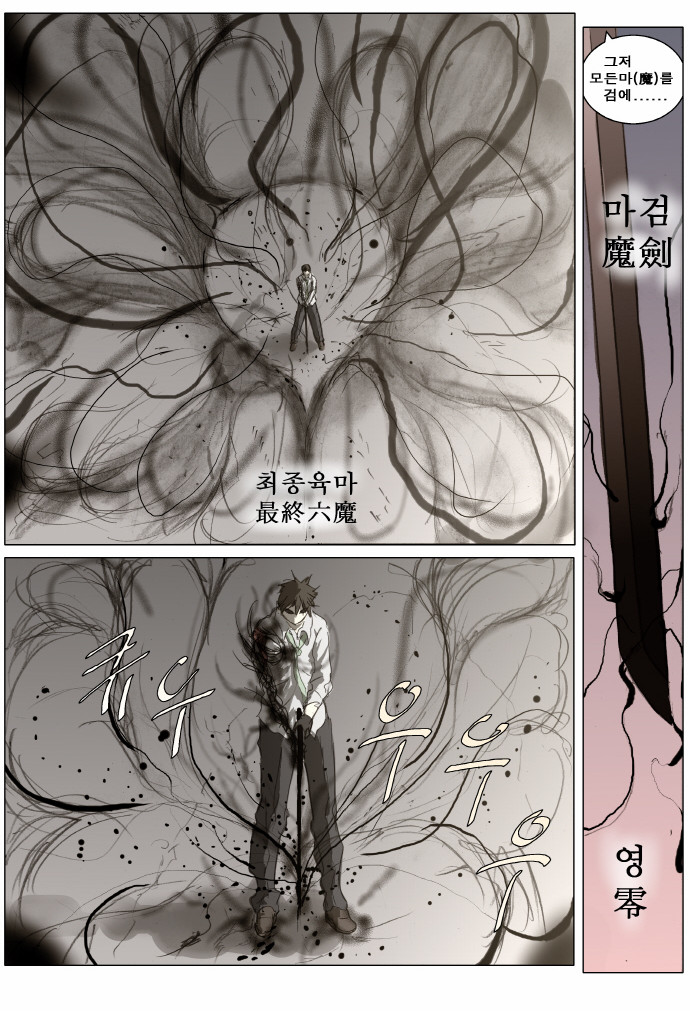 최종육마
最終六魔
쿠우
우우우
그저
모든마(魔)를
검에......
마검
魔劍
영
零